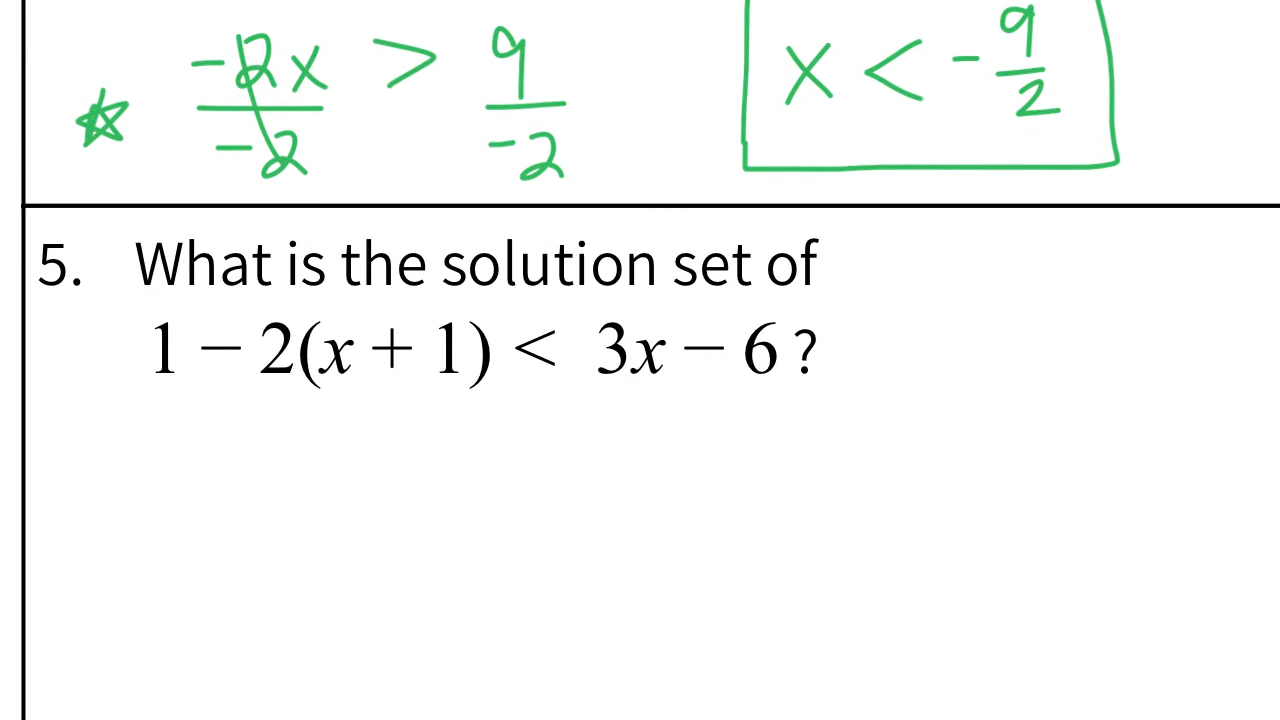 -2x > 9 x < - 9
-2 -2 2
5. What is the solution set of
1 − 2(x + 1) < 3x − 6 ?